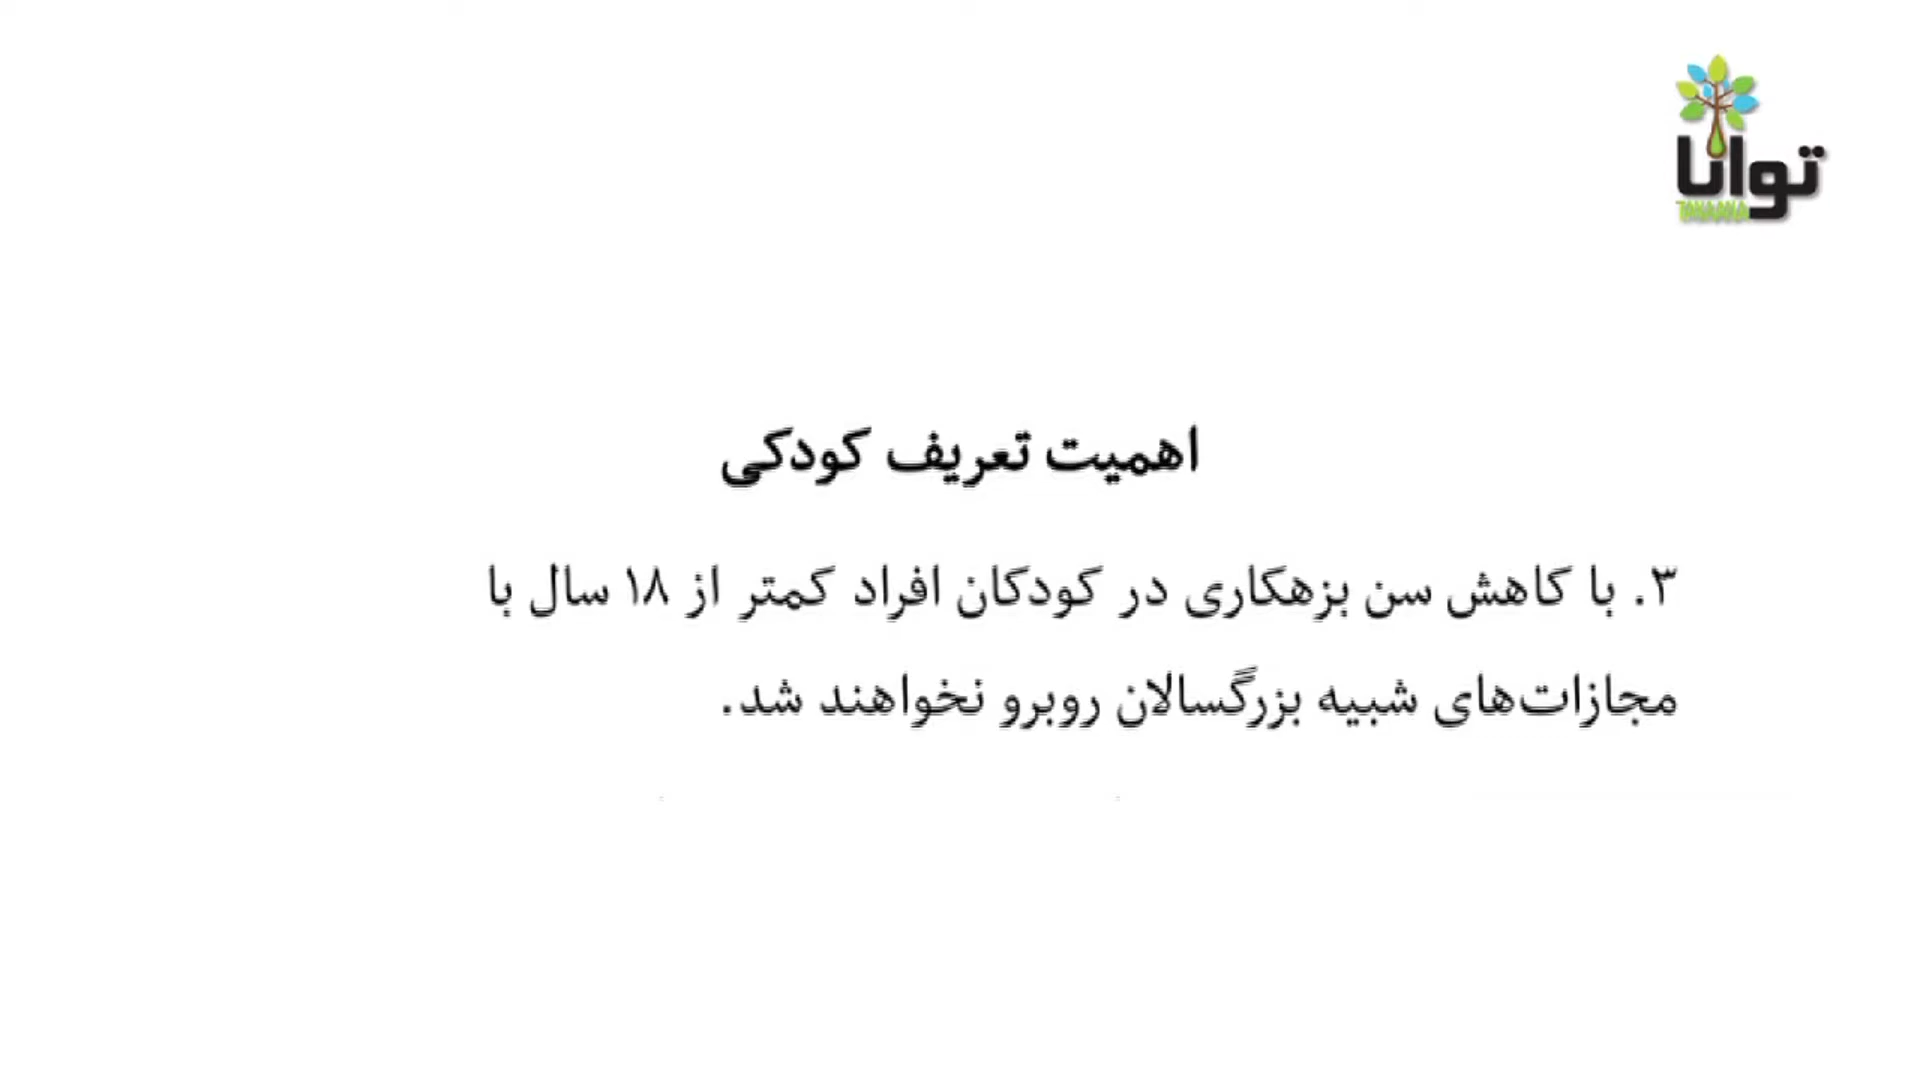 توانا
TAVAANA
اهمیت تعریف کودکی
۳. با کاهش سن بزهکاری در کودکان افراد کمتر از ۱۸ سال با
مجازات‌های شبیه بزرگسالان روبرو نخواهند شد.